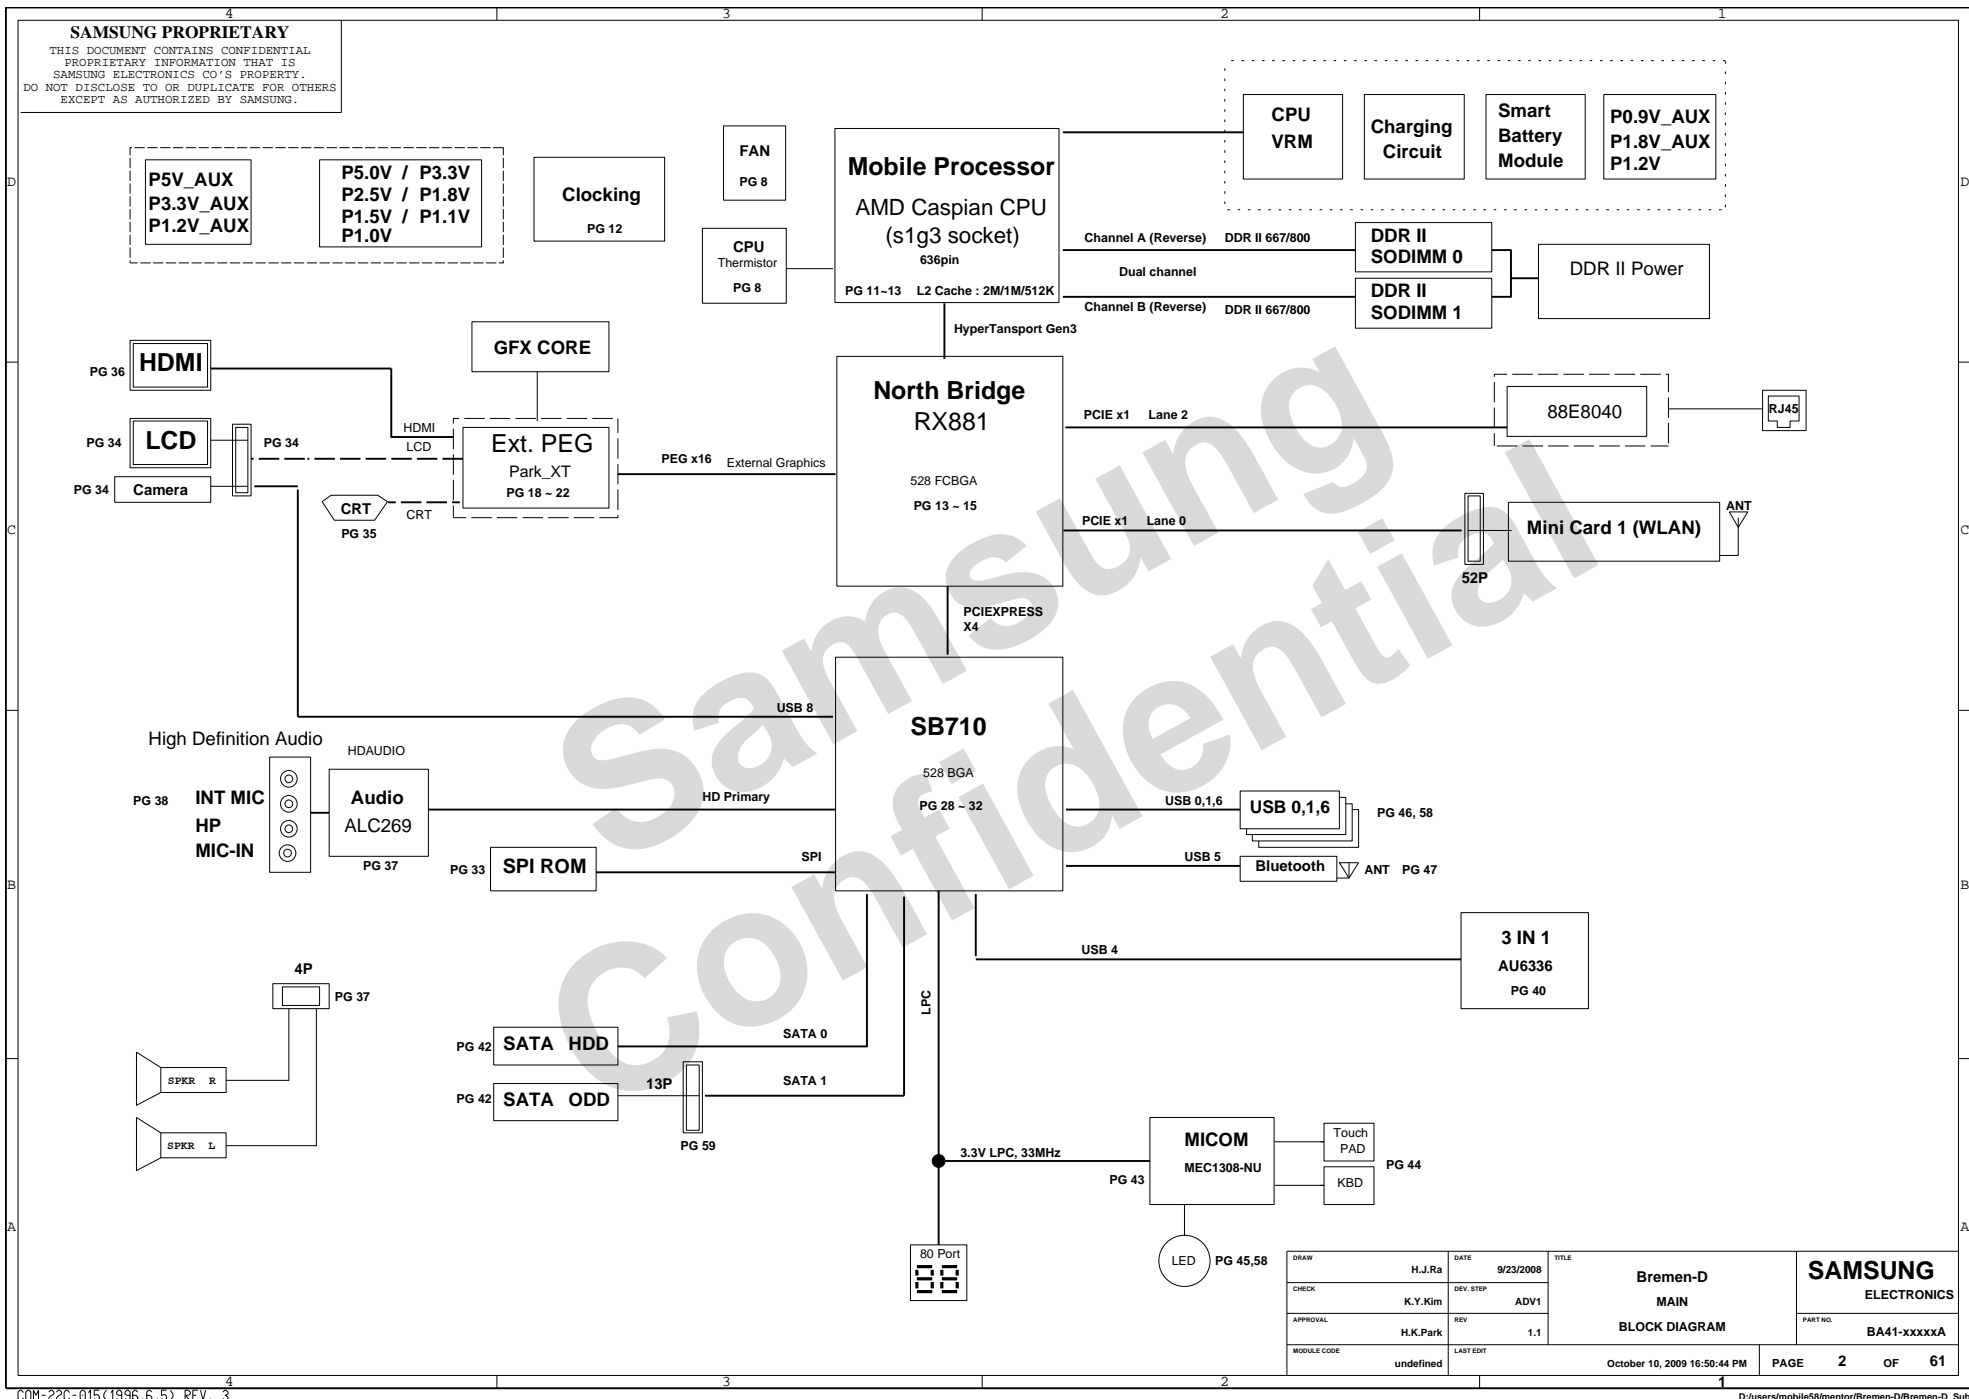 4 3 2 1
SAMSUNG PROPRIETARY
THIS DOCUMENT CONTAINS CONFIDENTIAL
PROPRIETARY INFORMATION THAT IS
SAMSUNG ELECTRONICS CO'S PROPERTY.
DO NOT DISCLOSE TO OR DUPLICATE FOR OTHERS
EXCEPT AS AUTHORIZED BY SAMSUNG.
D
D
P5V_AUX
P3.3V_AUX
P1.2V_AUX
P5.0V / P3.3V
P2.5V / P1.8V
P1.5V / P1.1V
P1.0V
Clocking
PG 12
FAN
PG 8
CPU
Thermistor
PG 8
Mobile Processor
AMD Caspian CPU
(s1g3 socket)
636pin
PG 11~13 L2 Cache : 2M/1M/512K
CPU
VRM
Charging
Circuit
Smart
Battery
Module
P0.9V_AUX
P1.8V_AUX
P1.2V
Channel A (Reverse) DDR II 667/800
Dual channel
Channel B (Reverse) DDR II 667/800
DDR II
SODIMM 0
DDR II
SODIMM 1
DDR II Power
HyperTansport Gen3
GFX CORE
PG 36 HDMI
PG 34 LCD
PG 34
PG 34 Camera
HDMI
LCD
CRT
PG 35
CRT
Ext. PEG
Park_XT
PG 18 ~ 22
PEG x16 External Graphics
North Bridge
RX881
528 FCBGA
PG 13 ~ 15
PCIE x1 Lane 2
88E8040
RJ45
PCIE x1 Lane 0
52P
Mini Card 1 (WLAN)
ANT
C
C
PCIEXPRESS
X4
Samsung
Confidential
USB 8
SB710
528 BGA
PG 28 ~ 32
High Definition Audio
HDAUDIO
PG 38
INT MIC
HP
MIC-IN
Audio
ALC269
PG 37
HD Primary
PG 33 SPI ROM
SPI
USB 0,1,6
USB 0,1,6
PG 46, 58
USB 5
Bluetooth
ANT PG 47
B
B
USB 4
3 IN 1
AU6336
PG 40
4P
PG 37
SPKR R
SPKR L
LPC
PG 42 SATA HDD
SATA 0
PG 42 SATA ODD
13P
SATA 1
PG 59
3.3V LPC, 33MHz
MICOM
MEC1308-NU
PG 43
Touch
PAD
KBD
PG 44
LED
PG 45,58
80 Port
88
A
A
DRAW
H.J.Ra
DATE
9/23/2008
TITLE
Bremen-D
MAIN
BLOCK DIAGRAM
SAMSUNG
ELECTRONICS
CHECK
K.Y.Kim
DEV. STEP
ADV1
APPROVAL
H.K.Park
REV
1.1
PART NO.
BA41-xxxxxA
MODULE CODE
undefined
LAST EDIT
October 10, 2009 16:50:44 PM
PAGE 2 OF 61
4 3 2 1
COM-22C-015(1996.6.5) REV. 3
D:/users/mobile58/mentor/Bremen-D/Bremen-D_Sub